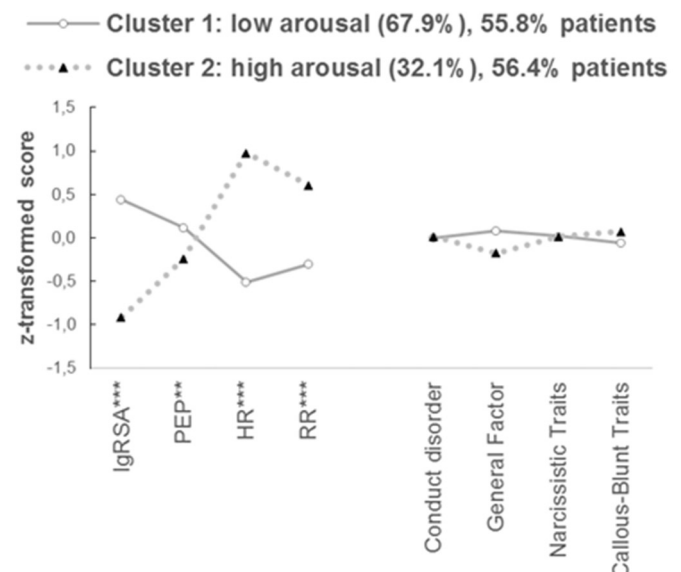 Cluster 1: low arousal (67.9%), 55.8% patients
Cluster 2: high arousal (32.1%), 56.4% patients
z-transformed score
1,5
1,0
0,5
0,0
-0,5
-1,0
-1,5
lgRSA***
PEP**
HR***
RR***
Conduct disorder
General Factor
Narcissistic Traits
Callous-Blunt Traits